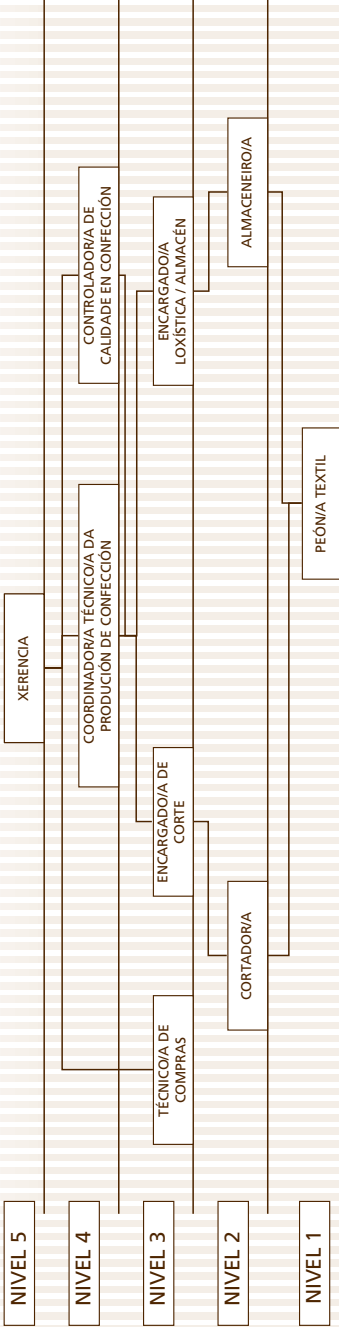 NIVEL 5
XERENCIA
NIVEL 4
COORDINADOR/A TÉCNICO/A DA
PRODUCIÓN DE CONFECCIÓN
CONTROLADOR/A DE
CALIDADE EN CONFECCIÓN
NIVEL 3
TÉCNICO/A DE
COMPRAS
ENCARGADO/A DE
CORTE
ENCARGADO/A
LOXÍSTICA / ALMACÉN
NIVEL 2
CORTADOR/A
ALMACENEIRO/A
NIVEL 1
PEÓN/A TEXTIL